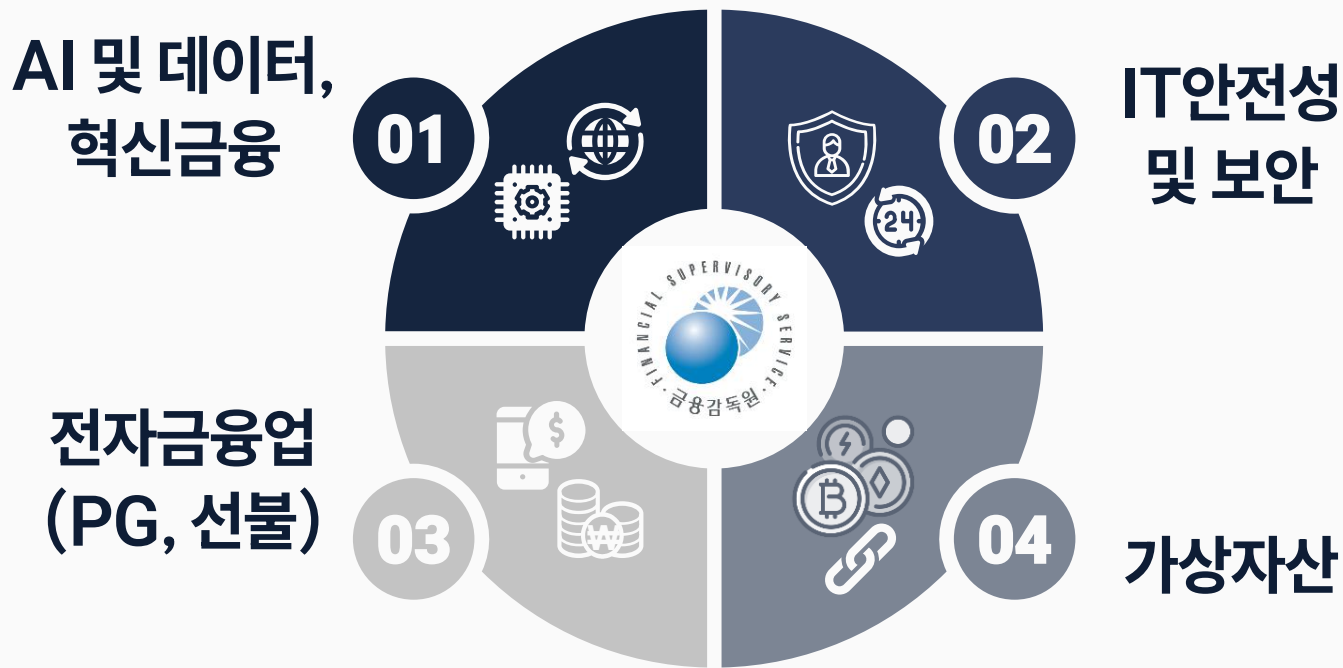 AI 및 데이터,
혁신금융
01
02
IT안전성
및 보안
24
FINANCIAL SUPERVISORY SERVICE
금융감독원
전자금융업
(PG, 선불)
03
$
₩
B
04
가상자산